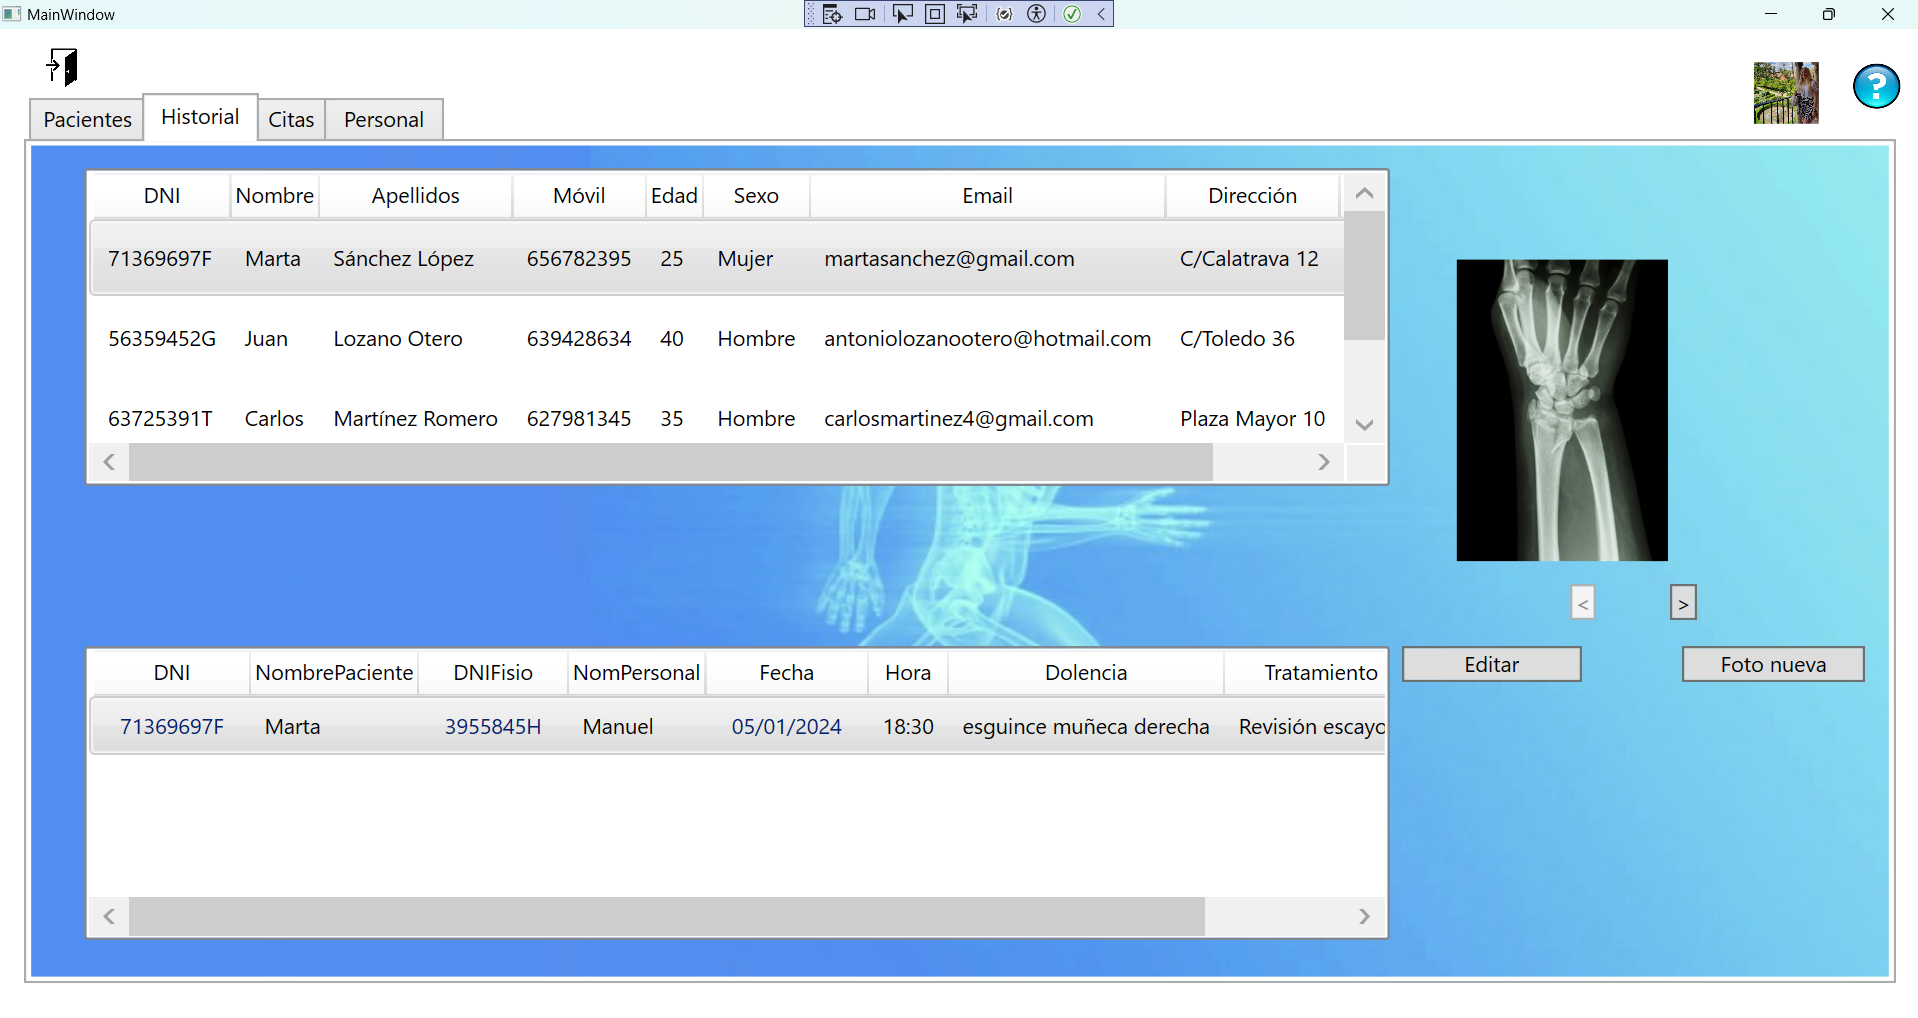 MainWindow
?
Pacientes Historial Citas Personal
DNI Nombre Apellidos Móvil Edad Sexo Email Dirección
71369697F Marta Sánchez López 656782395 25 Mujer martasanchez@gmail.com C/Calatrava 12
56359452G Juan Lozano Otero 639428634 40 Hombre antoniolozanootero@hotmail.com C/Toledo 36
63725391T Carlos Martínez Romero 627981345 35 Hombre carlosmartinez4@gmail.com Plaza Mayor 10
< >
DNI NombrePaciente DNIFisio NomPersonal Fecha Hora Dolencia Tratamiento
Editar Foto nueva
71369697F Marta 3955845H Manuel 05/01/2024 18:30 esguince muñeca derecha Revisión escayo